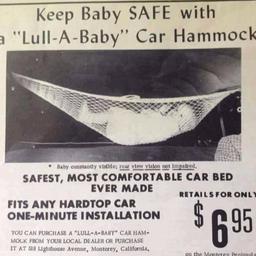 Keep Baby SAFE with
a "Lull-A-Baby" Car Hammock
* Baby constantly visible; rear view vision not impaired.
SAFEST, MOST COMFORTABLE CAR BED
EVER MADE
FITS ANY HARDTOP CAR
ONE-MINUTE INSTALLATION
YOU CAN PURCHASE A "LULL-A-BABY" CAR HAM-
MOCK FROM YOUR LOCAL DEALER OR PURCHASE
IT AT 518 Lighthouse Avenue, Monterey, California,
RETAILS FOR ONLY
$6.95
on the Monterey Peninsula